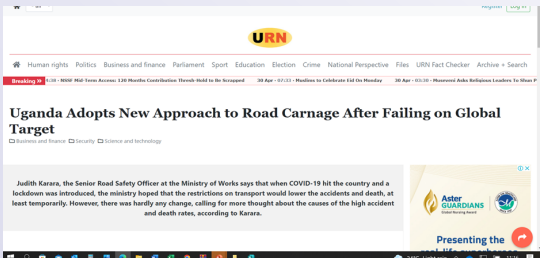 Register Log in
URN
Human rights Politics Business and finance Parliament Sport Education Election Crime National Perspective Files URN Fact Checker Archive + Search
Breaking 4:38 - NSSF Mid-Term Access: 120 Months Contribution Thresh-Hold to Be Scrapped 30 Apr - 07:33 - Muslims to Celebrate Eid On Monday 30 Apr - 03:20 - Museveni Asks Religious Leaders To Shun P
Uganda Adopts New Approach to Road Carnage After Failing on Global
Target
Business and finance Security Science and technology
Judith Karara, the Senior Road Safety Officer at the Ministry of Works says that when COVID-19 hit the country and a
lockdown was introduced, the ministry hoped that the restrictions on transport would lower the accidents and death, at
least temporarily. However, there was hardly any change, calling for more thought about the causes of the high accident
and death rates, according to Karara.
Aster
GUARDIANS
Global Nursing Award
Presenting the
real-life superheroes